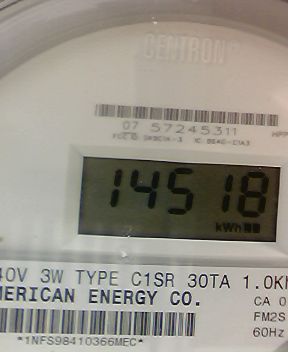 CENTRON®
07 57245311
14518
kWh
40V 3W TYPE C1SR 30TA 1.0K
MERICAN ENERGY CO.
CA 0
FM2S
60Hz
*1NFS98410366MEC*